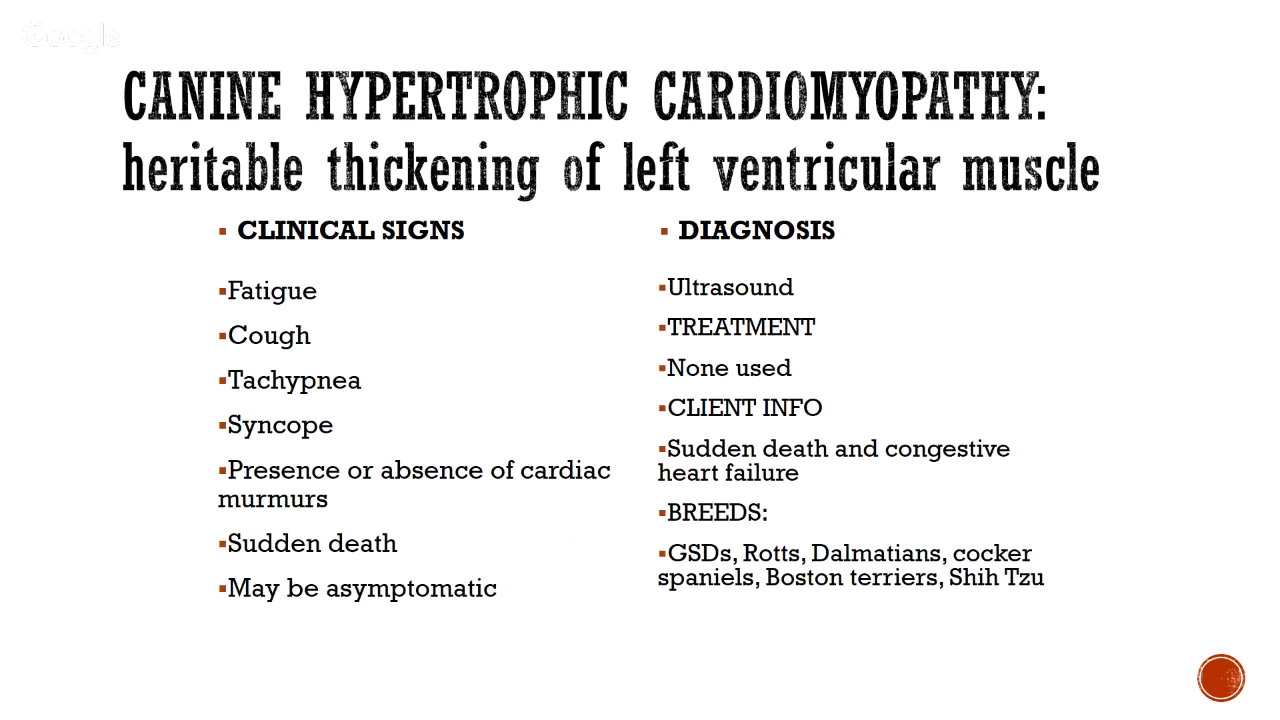 Google
CANINE HYPERTROPHIC CARDIOMYOPATHY:
heritable thickening of left ventricular muscle
▪ CLINICAL SIGNS
▪Fatigue
▪Cough
▪Tachypnea
▪Syncope
▪Presence or absence of cardiac
murmurs
▪Sudden death
▪May be asymptomatic
▪ DIAGNOSIS
▪Ultrasound
▪TREATMENT
▪None used
▪CLIENT INFO
▪Sudden death and congestive
heart failure
▪BREEDS:
▪GSDs, Rotts, Dalmatians, cocker
spaniels, Boston terriers, Shih Tzu